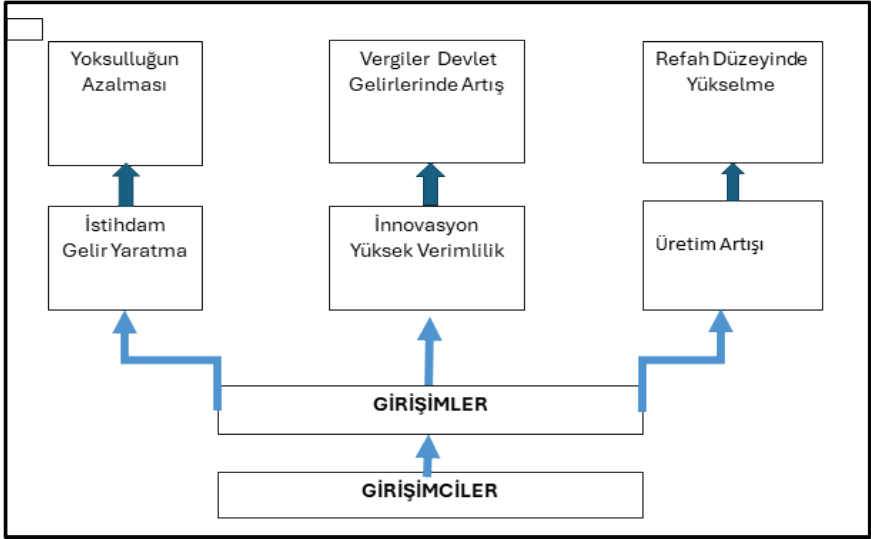 Yoksulluğun
Azalması
Vergiler Devlet
Gelirlerinde Artış
Refah Düzeyinde
Yükselme
İstihdam
Gelir Yaratma
İnnovasyon
Yüksek Verimlilik
Üretim Artışı
GİRİŞİMLER
GİRİŞİMCİLER